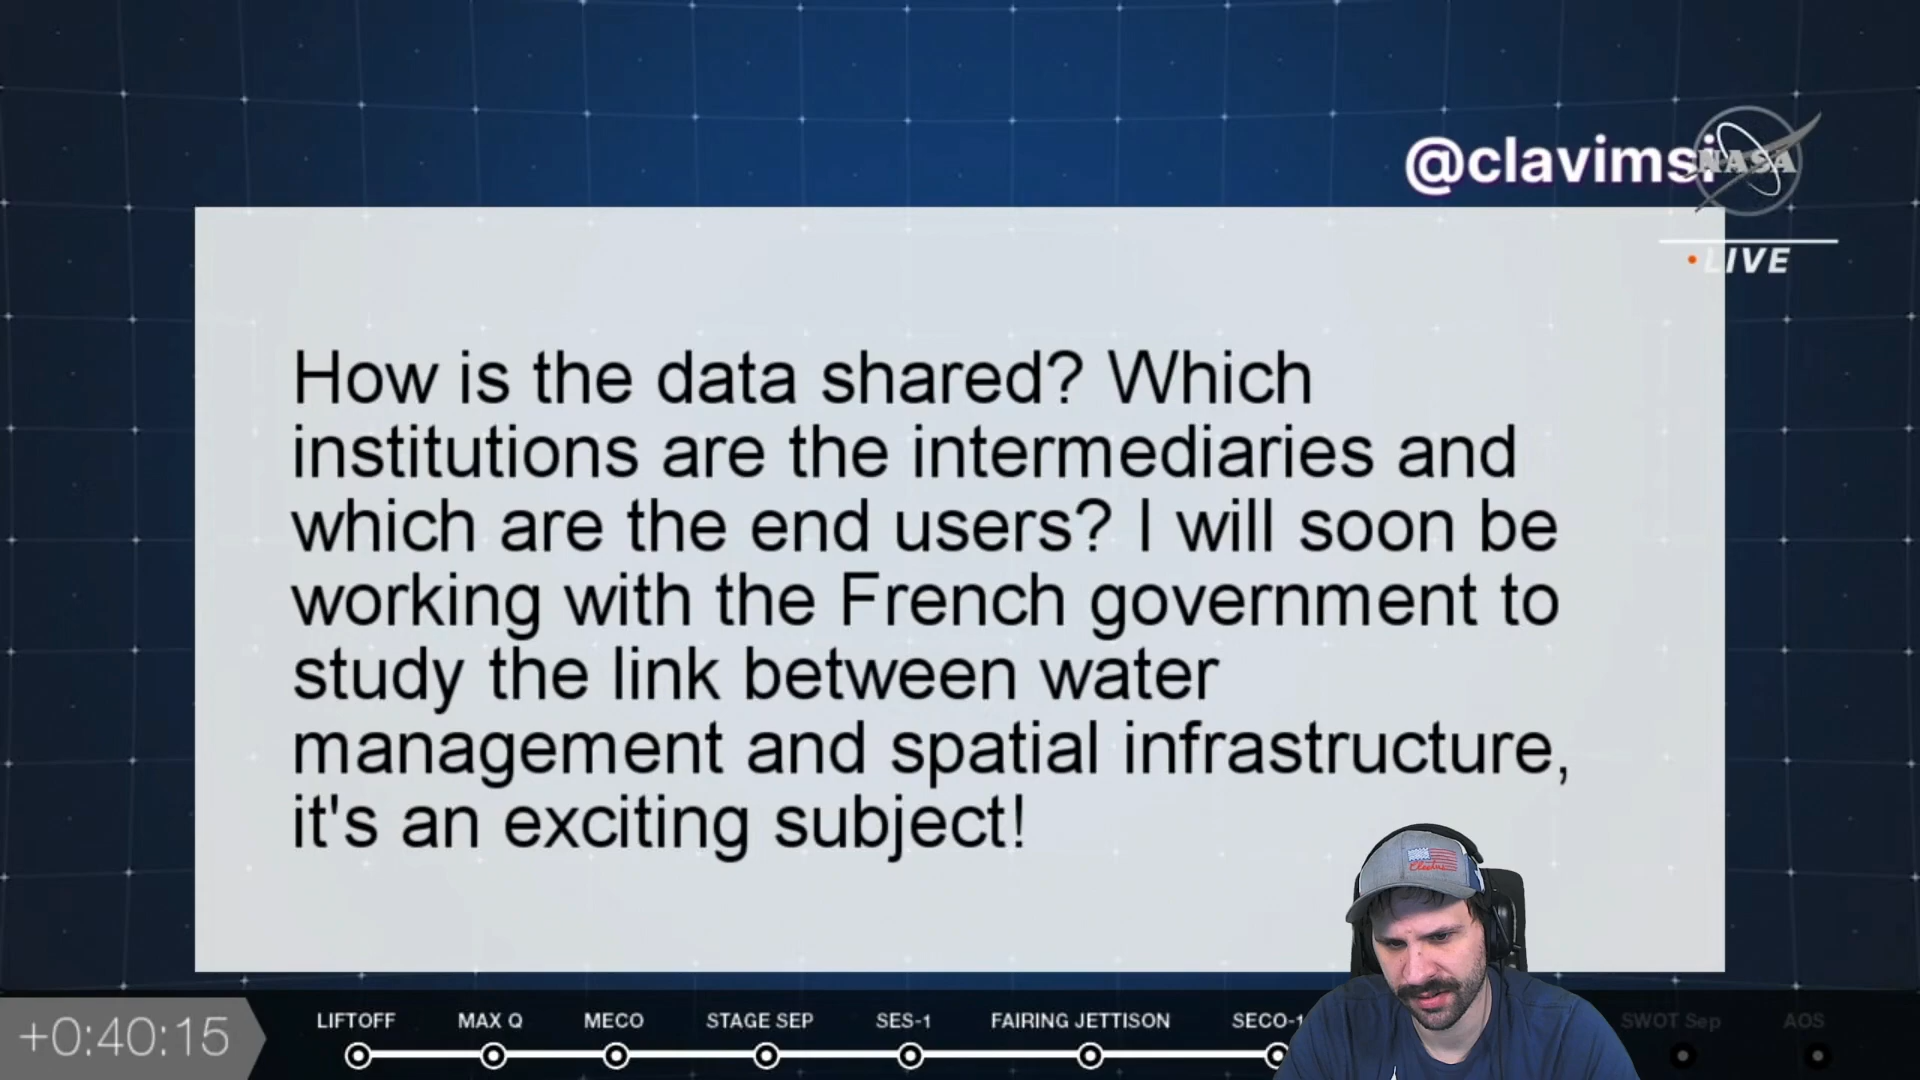 @clavimsi
NASA
LIVE
How is the data shared? Which
institutions are the intermediaries and
which are the end users? I will soon be
working with the French government to
study the link between water
management and spatial infrastructure,
it's an exciting subject!
+0:40:15
LIFTOFF
MAX Q
MECO
STAGE SEP
SES-1
FAIRING JETTISON
SECO-1
SWOT Sep
AOS